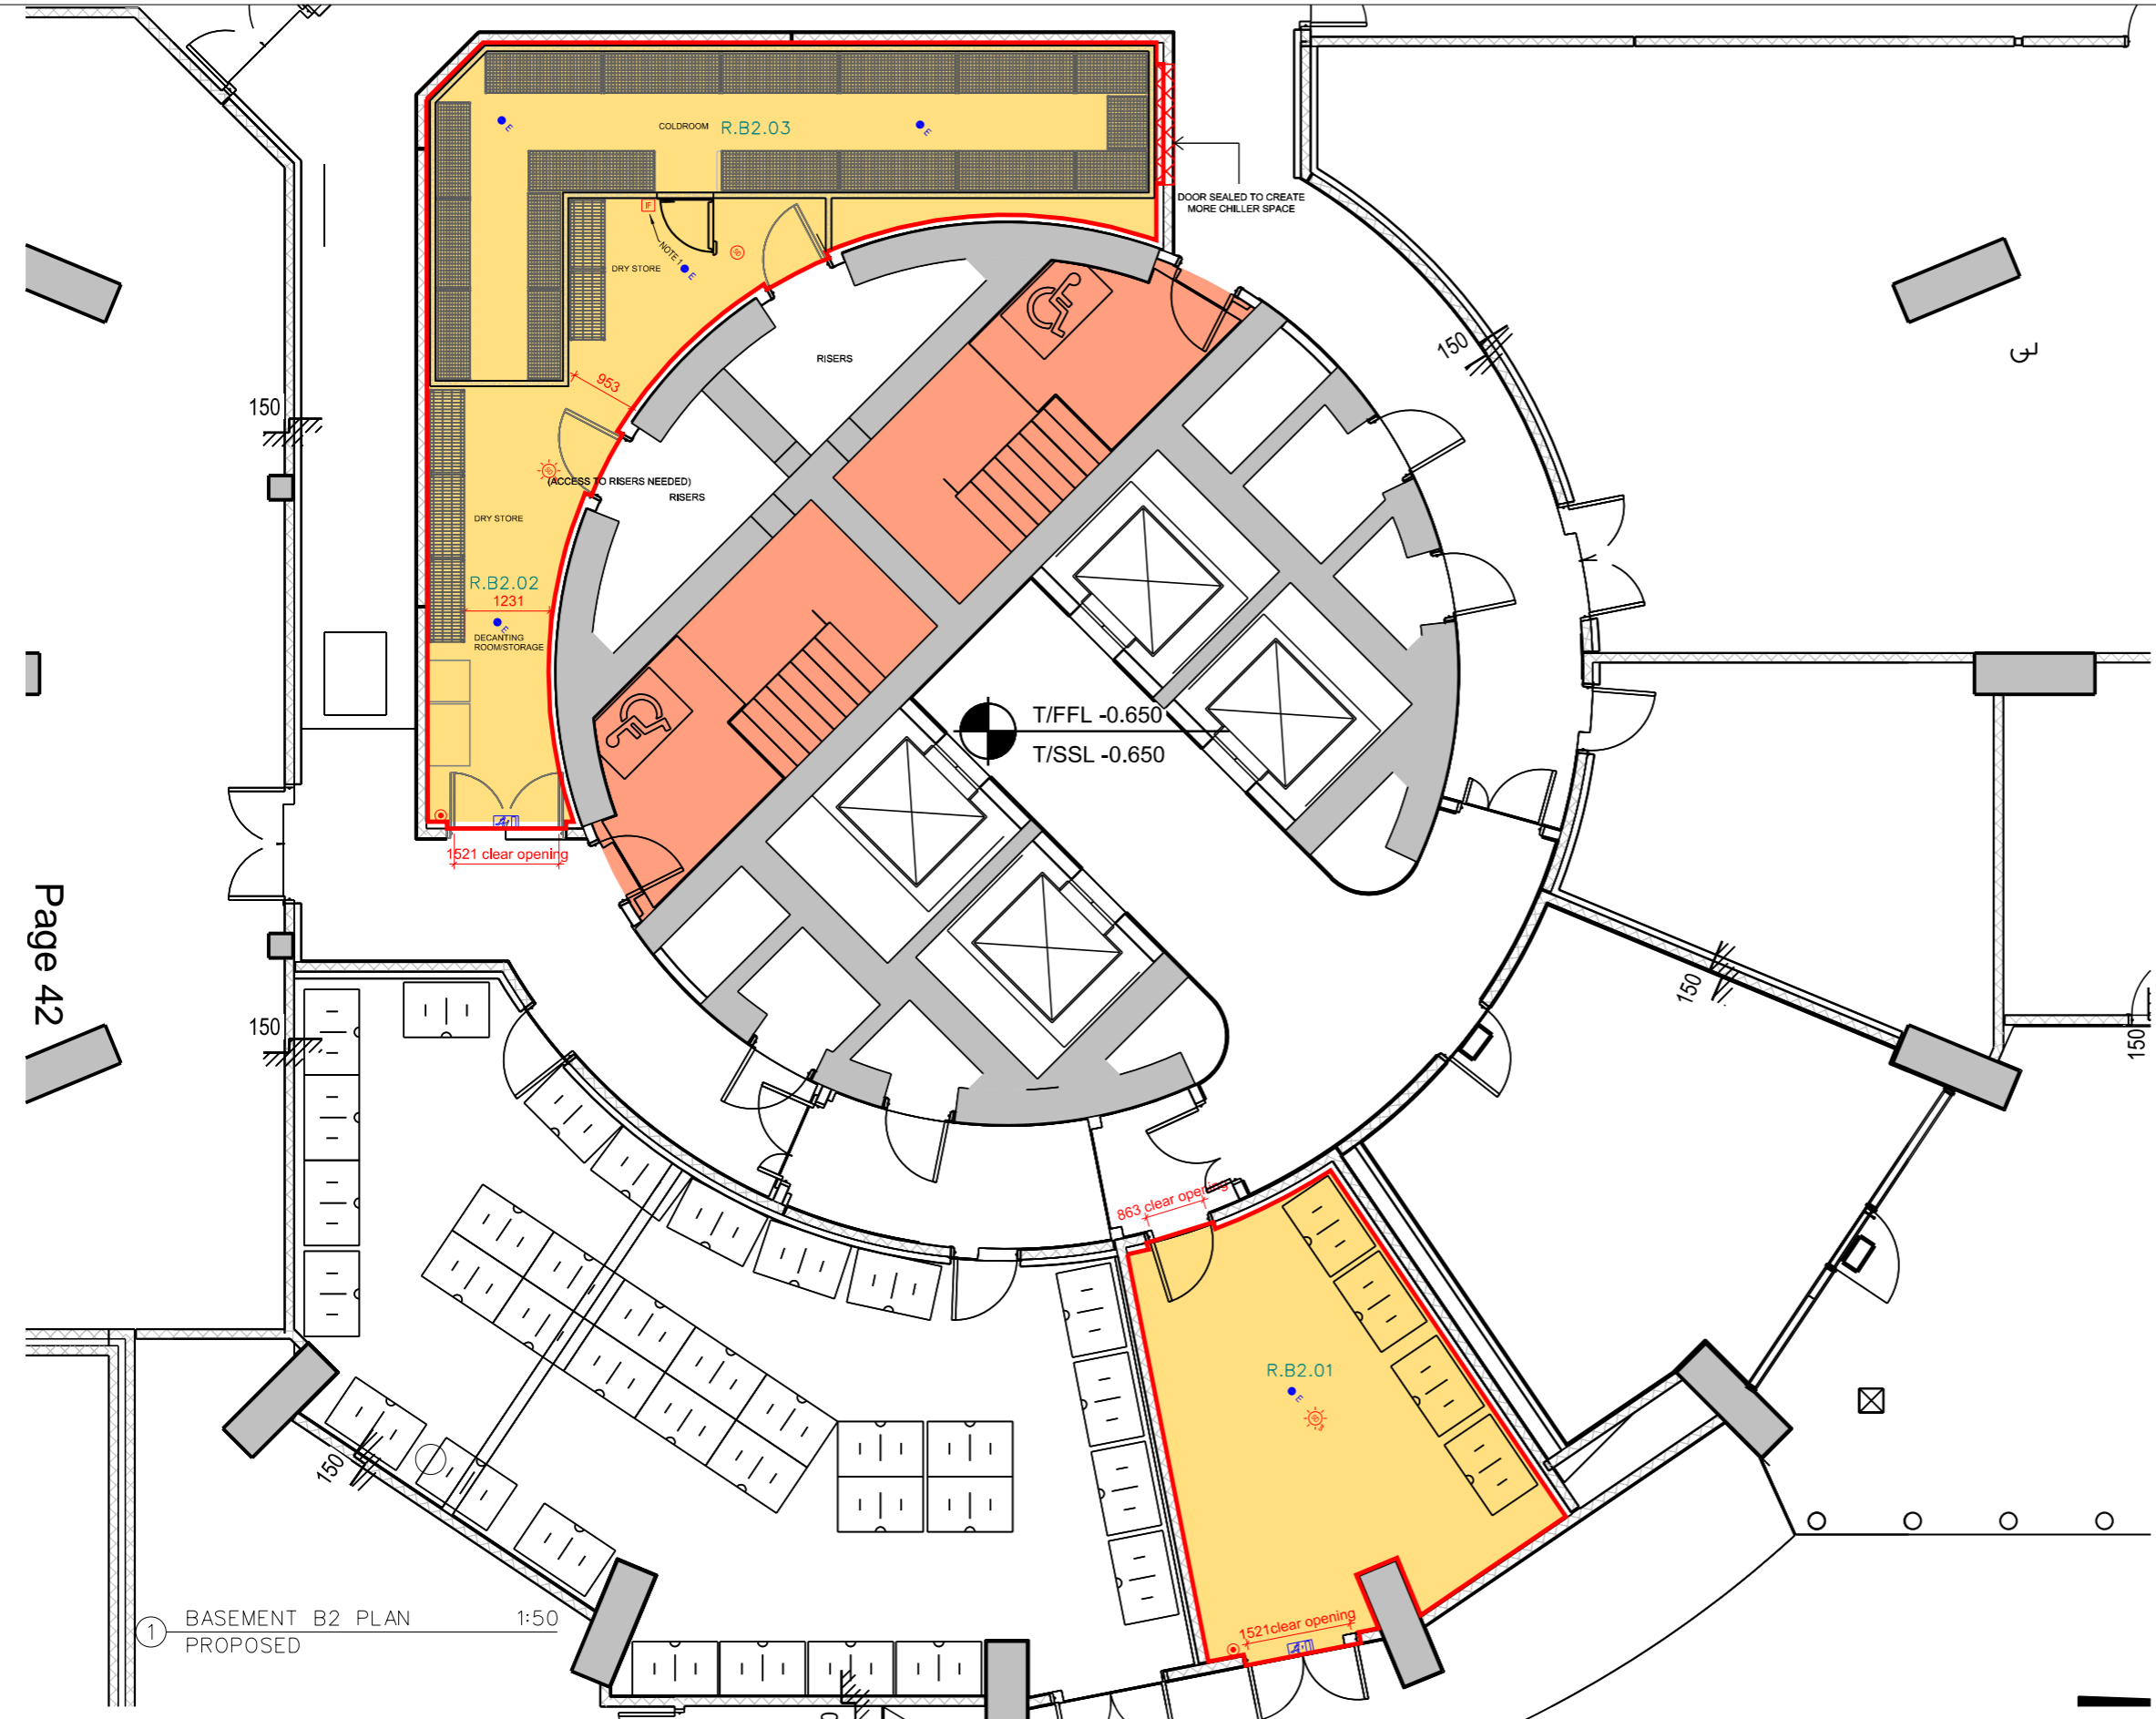 COLDROOM R.B2.03
E
E
DOOR SEALED TO CREATE
MORE CHILLER SPACE
IF
NOTE 1
E
SD
DRY STORE
RISERS
150
953
150
SD
(ACCESS TO RISERS NEEDED)
RISERS
DRY STORE
R.B2.02
1231
E
DECANTING
ROOM/STORAGE
T/FFL -0.650
T/SSL -0.650
1521 clear opening
Page 42
150
150
150
863 clear opening
R.B2.01
E
150
1521clear opening
1
BASEMENT B2 PLAN 1:50
PROPOSED